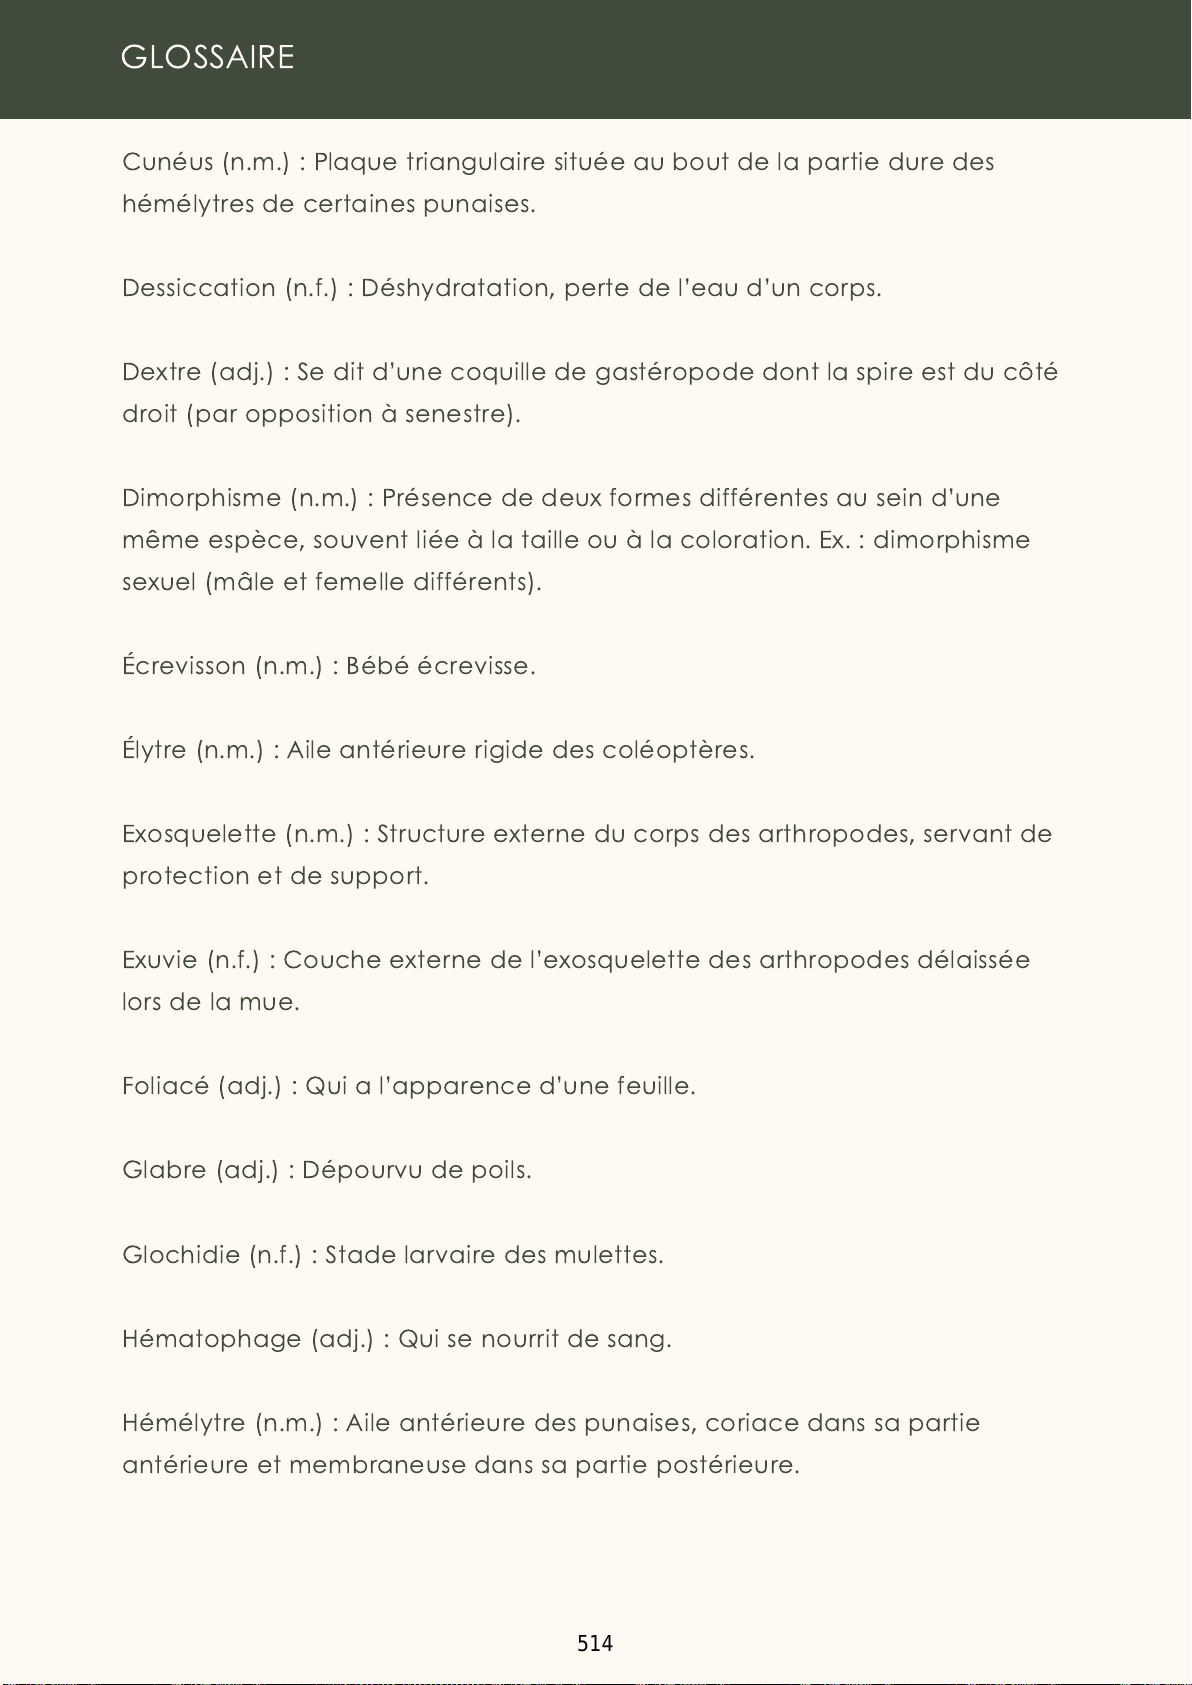 GLOSSAIRE
Cunéus (n.m.) : Plaque triangulaire située au bout de la partie dure des
hémélytres de certaines punaises.
Dessiccation (n.f.) : Déshydratation, perte de l'eau d'un corps.
Dextre (adj.) : Se dit d'une coquille de gastéropode dont la spire est du côté
droit (par opposition à senestre).
Dimorphisme (n.m.) : Présence de deux formes différentes au sein d'une
même espèce, souvent liée à la taille ou à la coloration. Ex. : dimorphisme
sexuel (mâle et femelle différents).
Écrevisson (n.m.) : Bébé écrevisse.
Élytre (n.m.) : Aile antérieure rigide des coléoptères.
Exosquelette (n.m.) : Structure externe du corps des arthropodes, servant de
protection et de support.
Exuvie (n.f.) : Couche externe de l'exosquelette des arthropodes délaissée
lors de la mue.
Foliacé (adj.) : Qui a l'apparence d'une feuille.
Glabre (adj.) : Dépourvu de poils.
Glochidie (n.f.) : Stade larvaire des mulettes.
Hématophage (adj.) : Qui se nourrit de sang.
Hémélytre (n.m.) : Aile antérieure des punaises, coriace dans sa partie
antérieure et membraneuse dans sa partie postérieure.
514